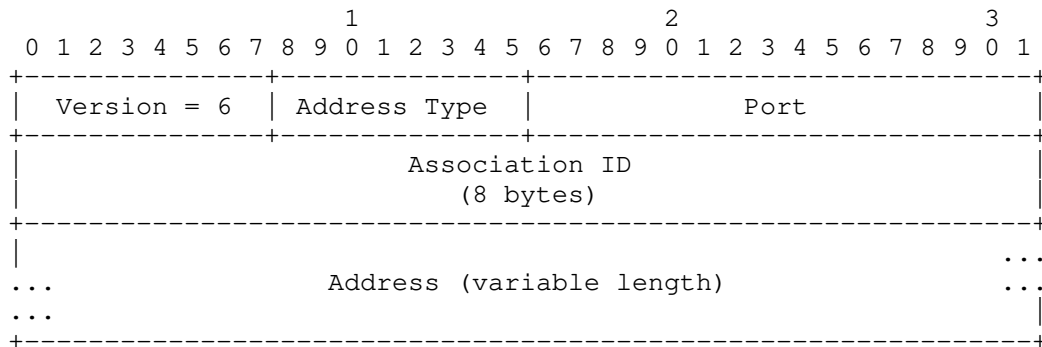 1                   2                   3
  0 1 2 3 4 5 6 7 8 9 0 1 2 3 4 5 6 7 8 9 0 1 2 3 4 5 6 7 8 9 0 1
 +---------------+---------------+-------------------------------+
 |  Version = 6  | Address Type  |             Port              |
 +---------------+---------------+-------------------------------+
 |                        Association ID                         |
 |                           (8 bytes)                           |
 +---------------------------------------------------------------+
 |                                                             ...
 ...                 Address (variable length)                 ...
 ...                                                             |
 +---------------------------------------------------------------+